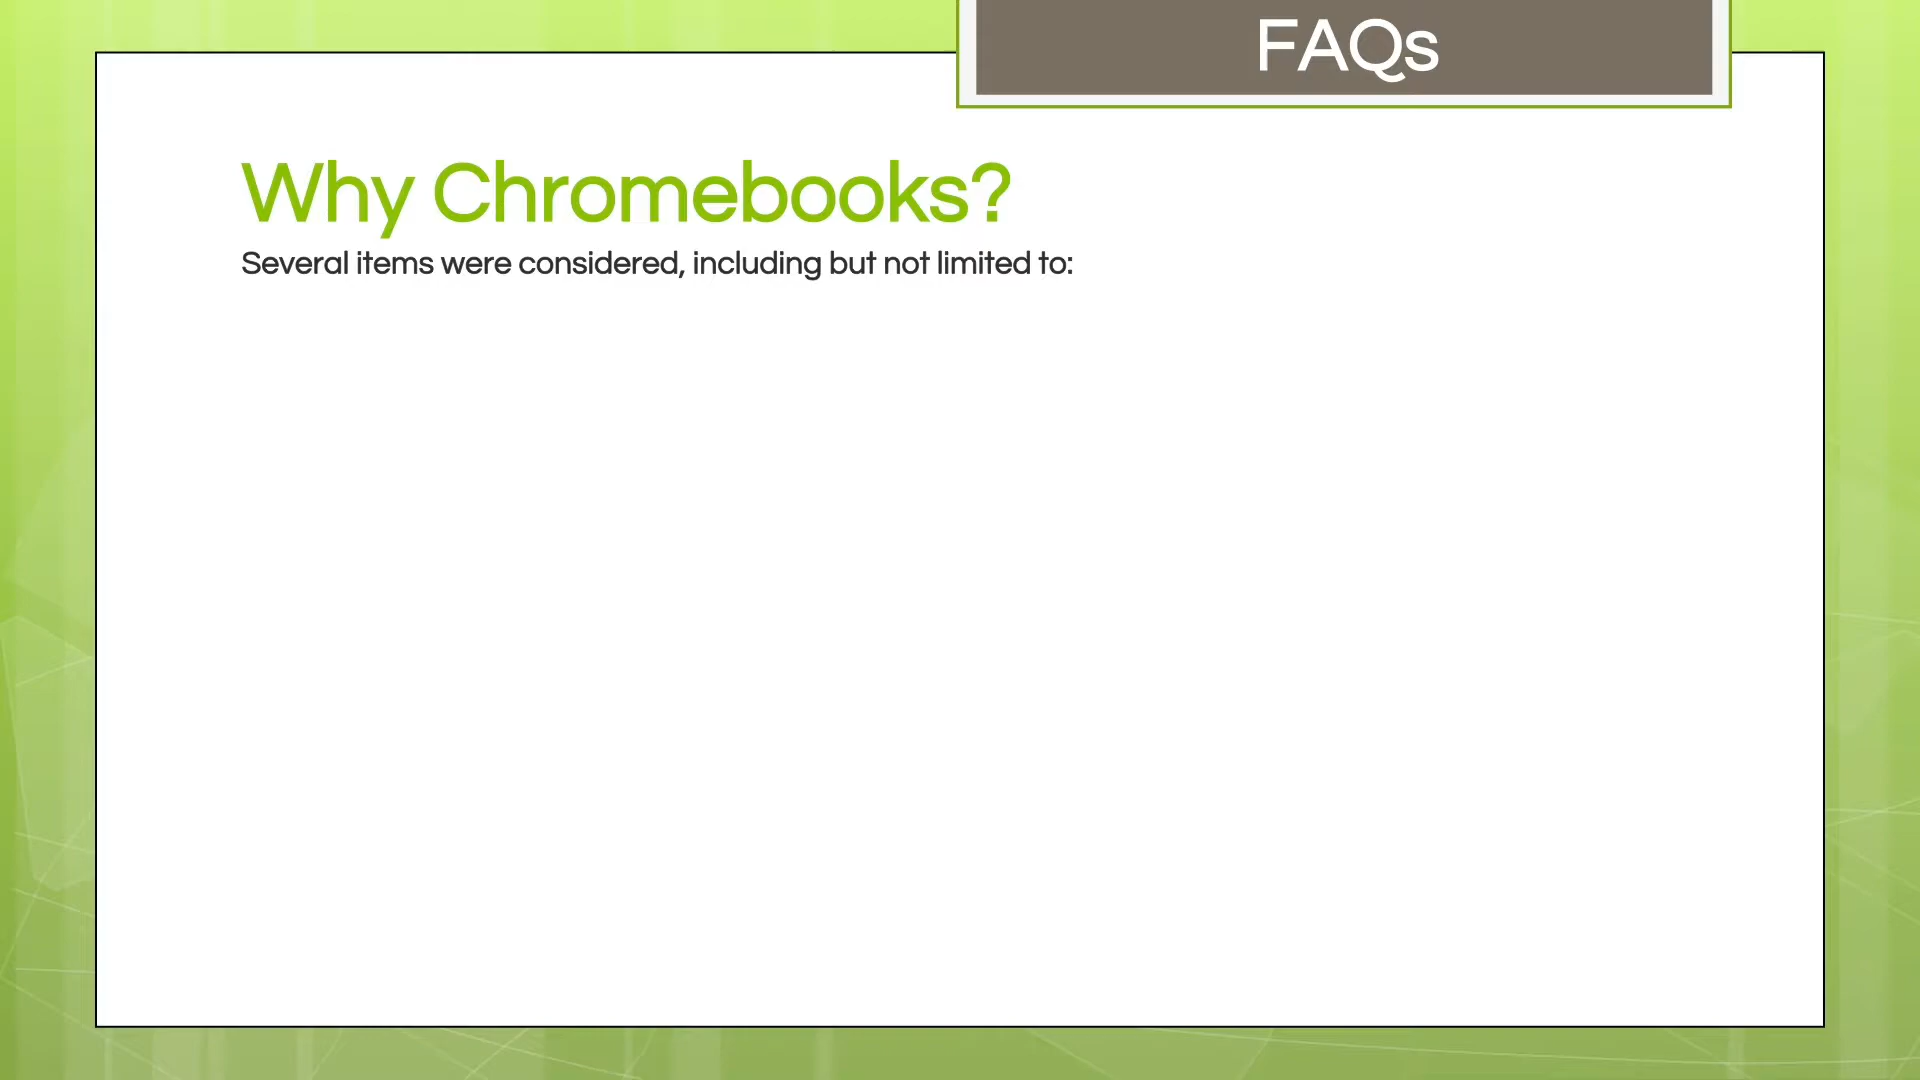 FAQs
Why Chromebooks?
Several items were considered, including but not limited to: